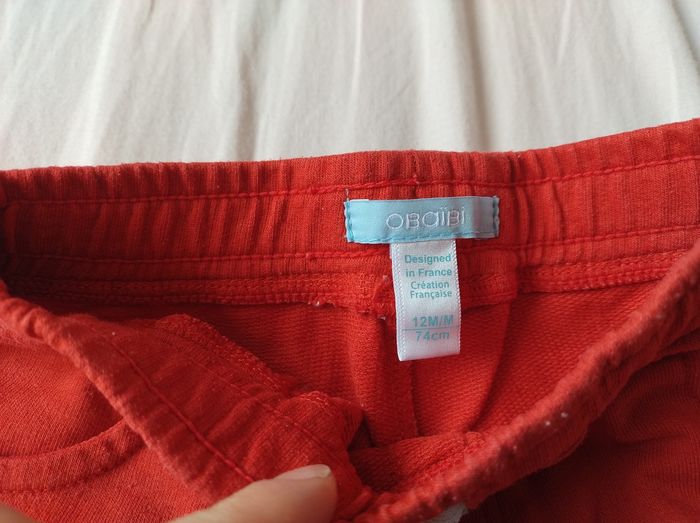 OBAÏBI
Designed
in France
Création
Française
12M/M
74cm